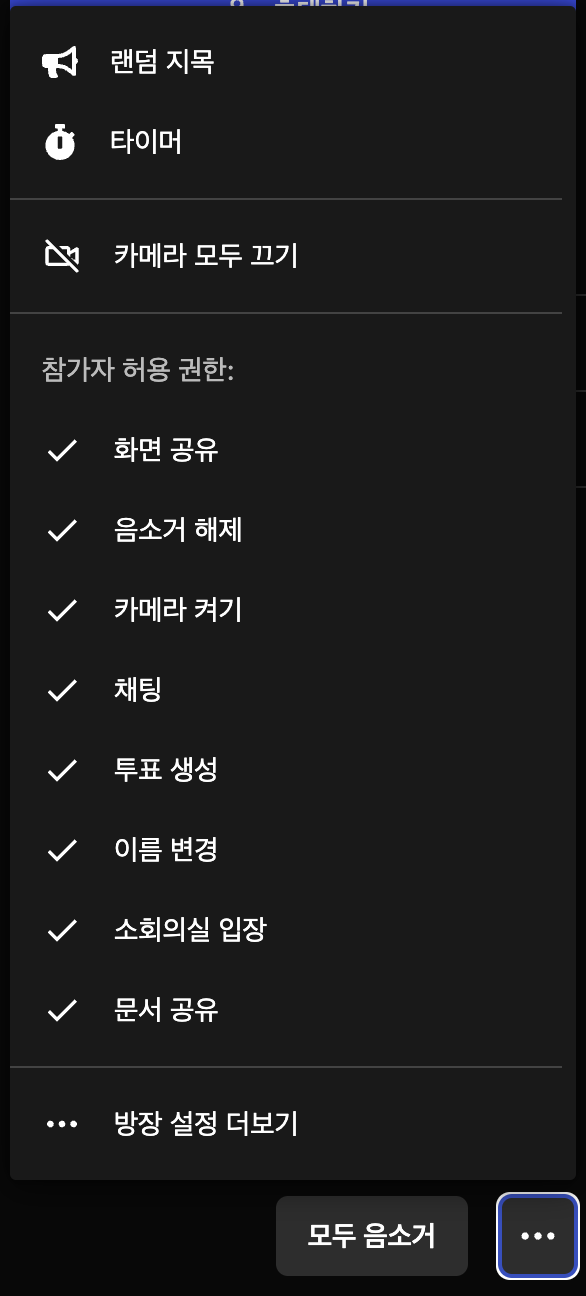 랜덤 지목
타이머
카메라 모두 끄기
참가자 허용 권한:
화면 공유
음소거 해제
카메라 켜기
채팅
투표 생성
이름 변경
소회의실 입장
문서 공유
방장 설정 더보기
모두 음소거